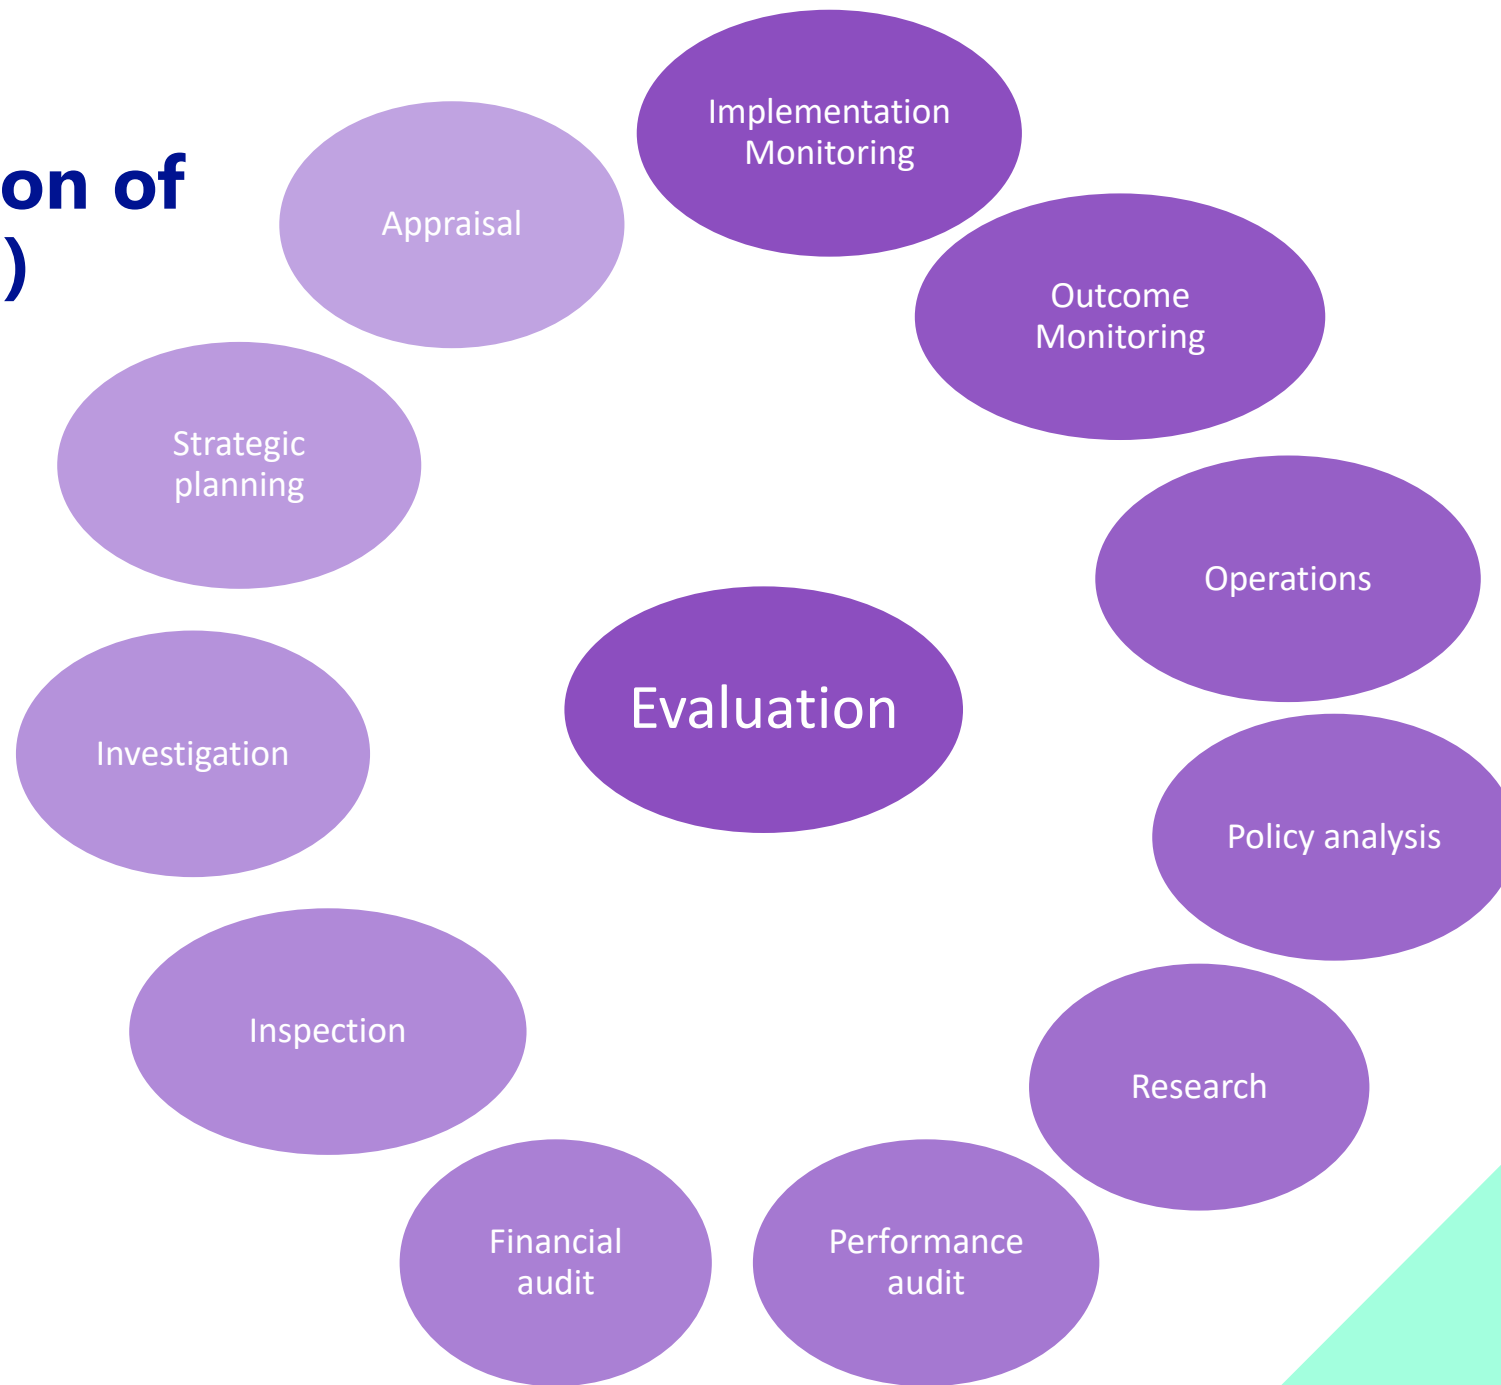 on of
)
Implementation
Monitoring
Appraisal
Outcome
Monitoring
Strategic
planning
Operations
Evaluation
Investigation
Policy analysis
Inspection
Research
Financial
audit
Performance
audit